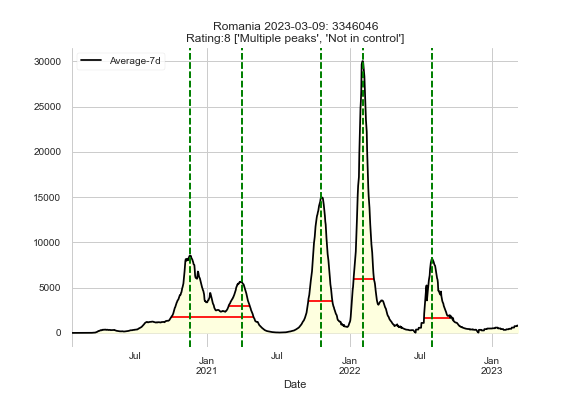 Romania 2023-03-09: 3346046
Rating:8 ['Multiple peaks', 'Not in control']
Average-7d
30000
25000
20000
15000
10000
5000
0
Jul
Jan
2021
Jul
Jan
2022
Jul
Jan
2023
Date